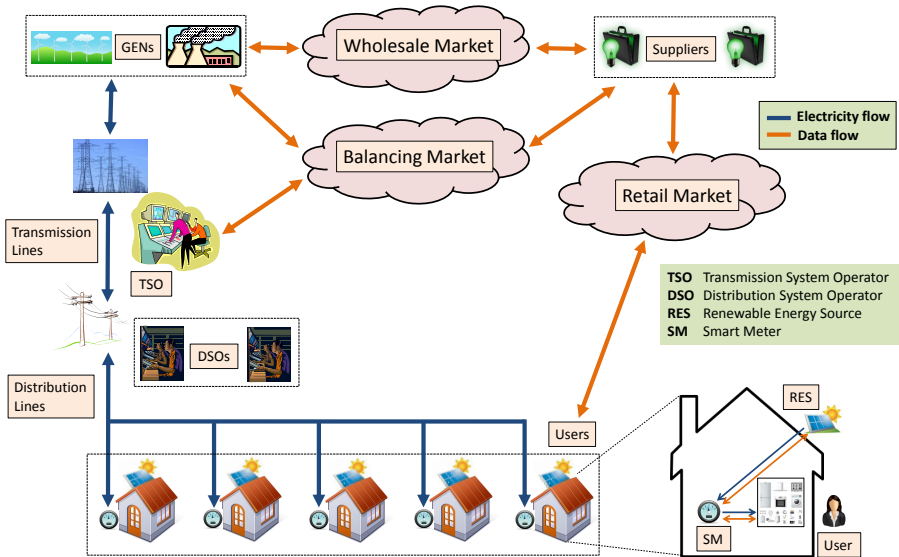 GENs
Wholesale Market
Suppliers
Electricity flow
Data flow
Balancing Market
Retail Market
Transmission
Lines
TSO
TSO Transmission System Operator
DSO Distribution System Operator
RES Renewable Energy Source
SM Smart Meter
DSOs
Distribution
Lines
Users
RES
SM
User